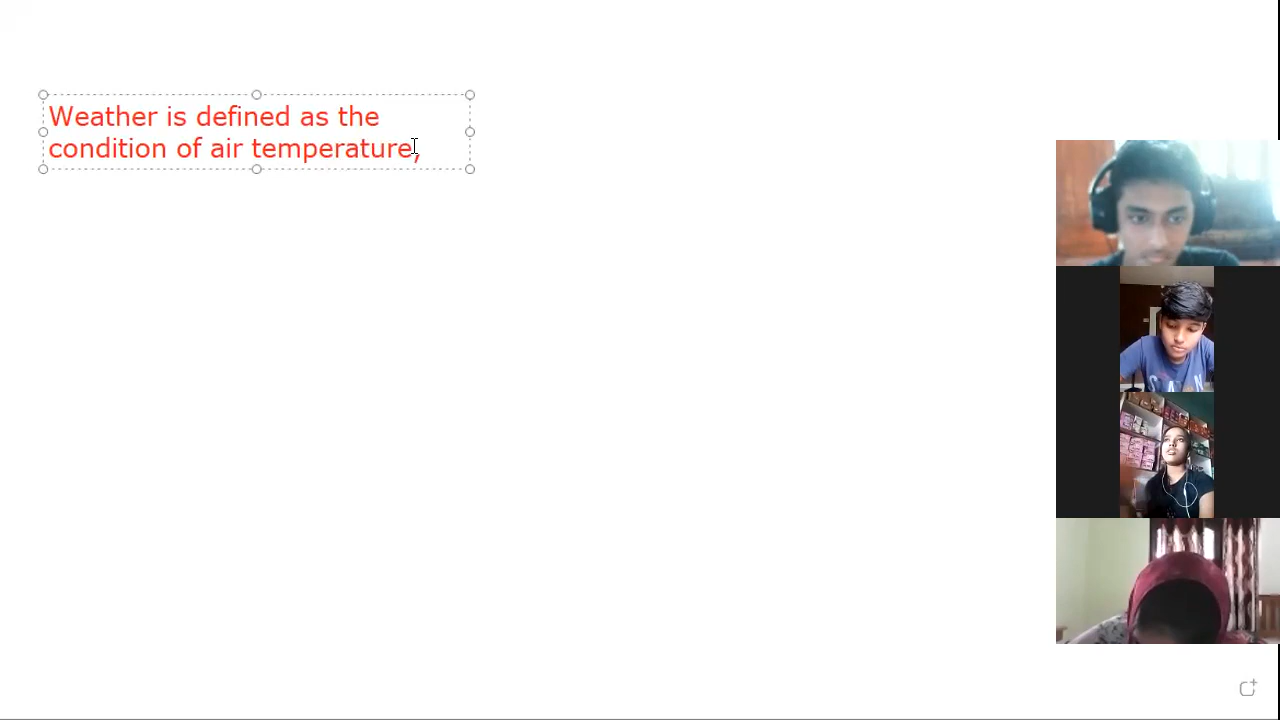 Weather is defined as the
condition of air temperature,